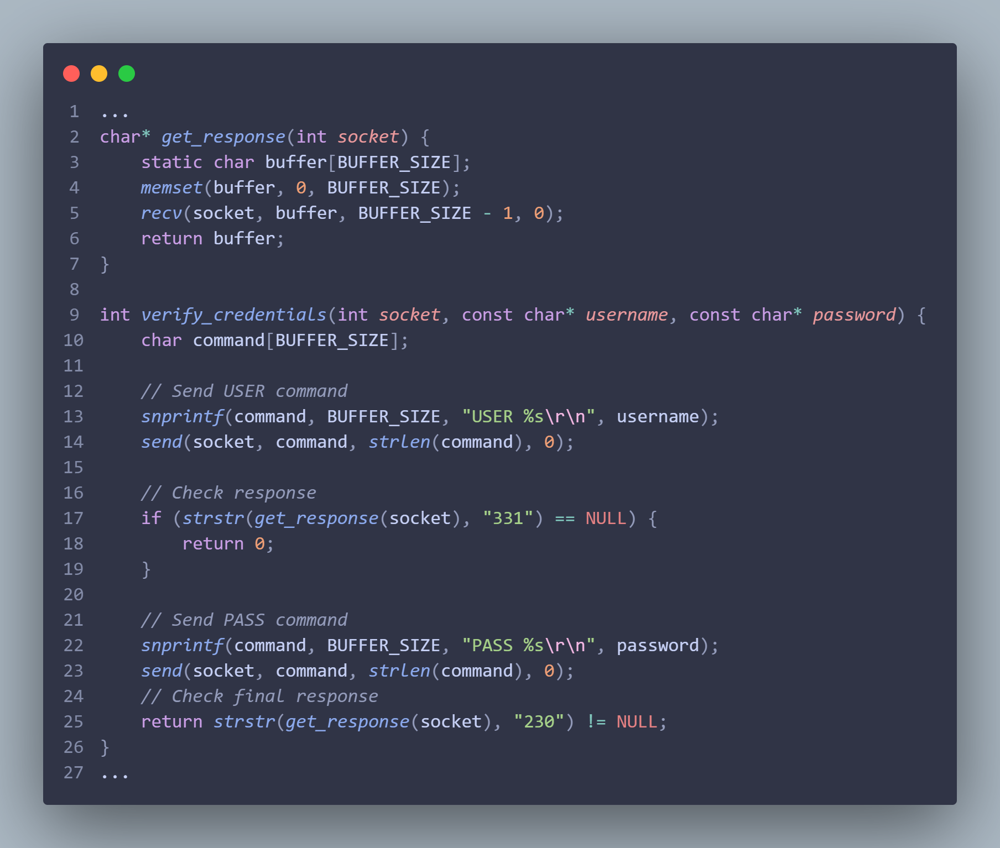 1 ...
2 char* get_response(int socket) {
3     static char buffer[BUFFER_SIZE];
4     memset(buffer, 0, BUFFER_SIZE);
5     recv(socket, buffer, BUFFER_SIZE - 1, 0);
6     return buffer;
7 }
8
9 int verify_credentials(int socket, const char* username, const char* password) {
10     char command[BUFFER_SIZE];
11
12     // Send USER command
13     snprintf(command, BUFFER_SIZE, "USER %s\r\n", username);
14     send(socket, command, strlen(command), 0);
15
16     // Check response
17     if (strstr(get_response(socket), "331") == NULL) {
18         return 0;
19     }
20
21     // Send PASS command
22     snprintf(command, BUFFER_SIZE, "PASS %s\r\n", password);
23     send(socket, command, strlen(command), 0);
24     // Check final response
25     return strstr(get_response(socket), "230") != NULL;
26 }
27 ...